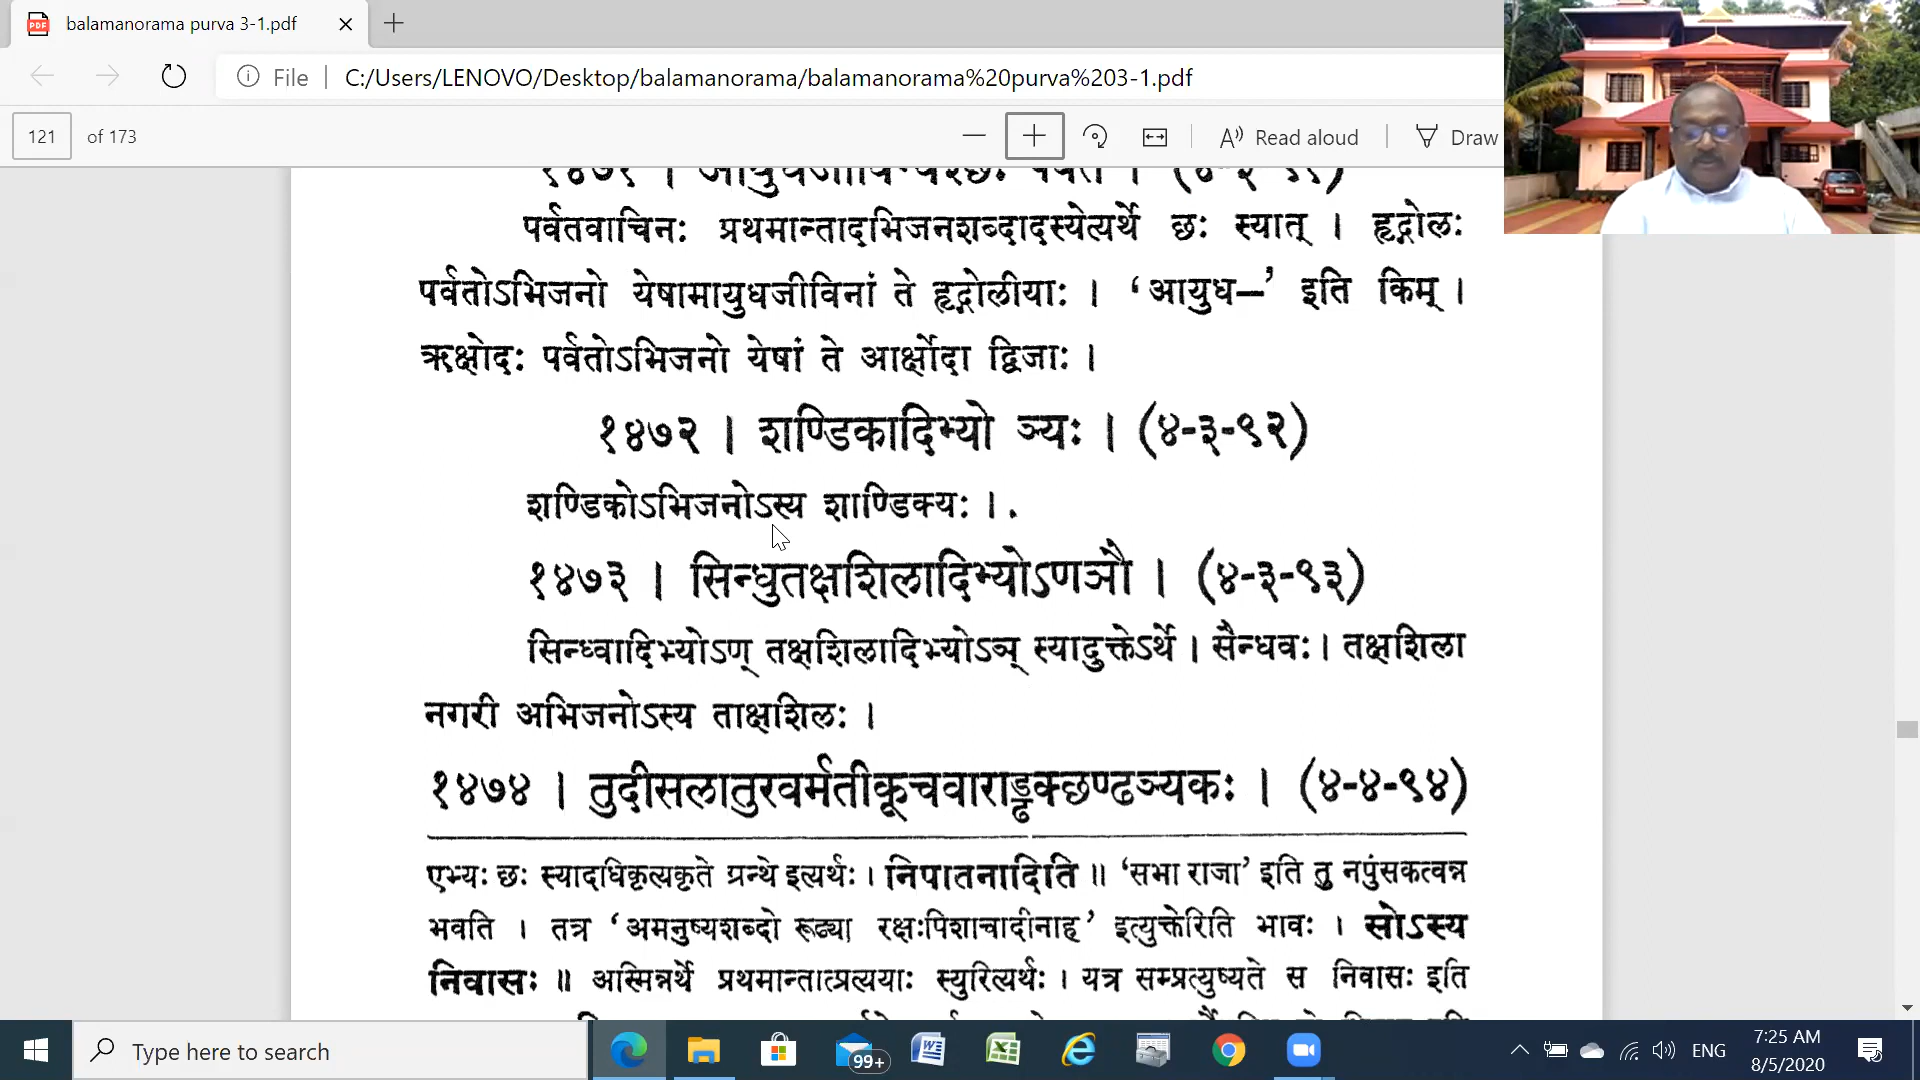 balamanorama purva 3-1.pdf
File | C:/Users/LENOVO/Desktop/balamanorama/balamanorama%20purva%203-1.pdf
121 of 173
Read aloud
Draw
पर्वतवाचिनः प्रथमान्तादभिजनशब्दादस्येत्यर्थे छः स्यात् । हृद्गोलः
पर्वतोऽभिजनो येषामायुधजीविनां ते हृद्गोलीयाः । ‘आयुध—’ इति किम् ।
ऋक्षोदः पर्वतोऽभिजनो येषां ते आर्क्षोदा द्विजाः ।
१४७२ । शण्डिकादिभ्यो ञ्यः । (४-३-९२)
शण्डिकोऽभिजनोऽस्य शाण्डिक्यः ।
१४७३ । सिन्धुतक्षशिलादिभ्योऽणञौ । (४-३-९३)
सिन्ध्वादिभ्योऽण् तक्षशिलादिभ्योऽञ् स्यादुक्तेऽर्थे । सैन्धवः । तक्षशिला
नगरी अभिजनोऽस्य ताक्षशिलः ।
१४७४ । तुदीसलातुरवर्मतीकूचवाराड्ढक्छण्ढञ्यकः । (४-४-९४)
एभ्यः छः स्यादधिकृत्यकृते ग्रन्थे इत्यर्थः । निपातनादिति ॥ ‘सभा राजा’ इति तु नपुंसकत्वन्न
भवति । तत्र ‘अमनुष्यशब्दो रूढ्या रक्षःपिशाचादीनाह’ इत्युक्तेरिति भावः । सोऽस्य
निवासः ॥ अस्मिन्नर्थे प्रथमान्तात्प्रत्ययाः स्युरित्यर्थः । यत्र सम्प्रत्युष्यते स निवासः इति
Type here to search
99+
ENG
7:25 AM
8/5/2020